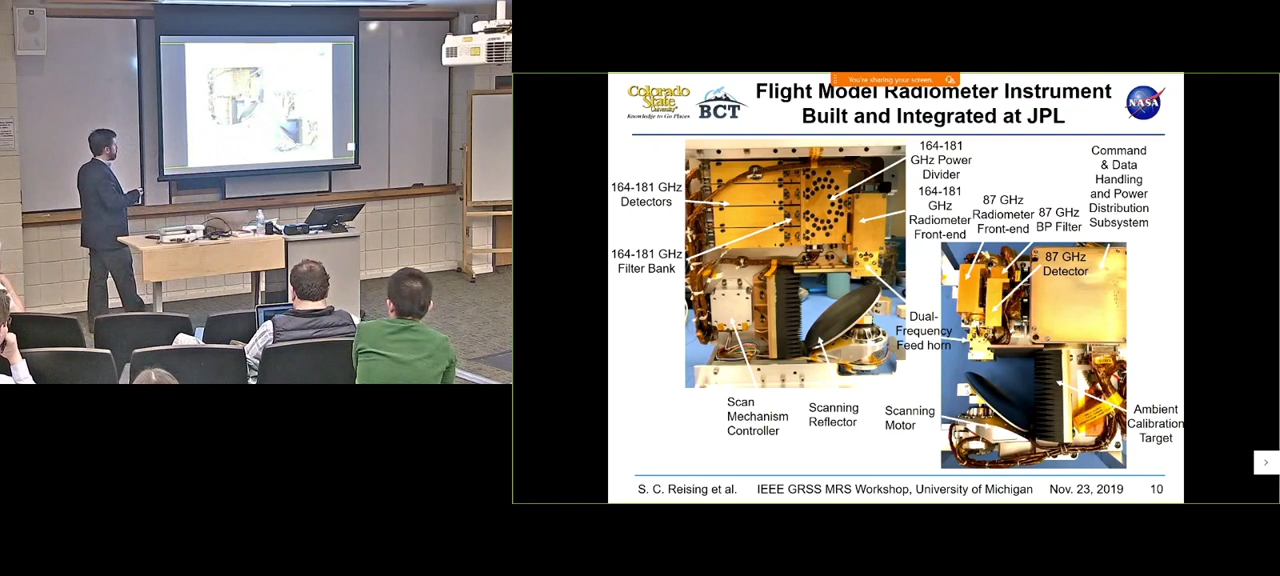 You're sharing your screen.
Colorado
State
University
Knowledge to Go Places
BCT
Flight Model Radiometer Instrument
Built and Integrated at JPL
NASA
164-181 GHz
Detectors
164-181 GHz
Filter Bank
164-181
GHz Power
Divider
164-181
GHz
Radiometer
Front-end
87 GHz
Radiometer
Front-end
87 GHz
BP Filter
Command
& Data
Handling
and Power
Distribution
Subsystem
87 GHz
Detector
Dual-
Frequency
Feed horn
Scan
Mechanism
Controller
Scanning
Reflector
Scanning
Motor
Ambient
Calibration
Target
S. C. Reising et al. IEEE GRSS MRS Workshop, University of Michigan Nov. 23, 2019 10